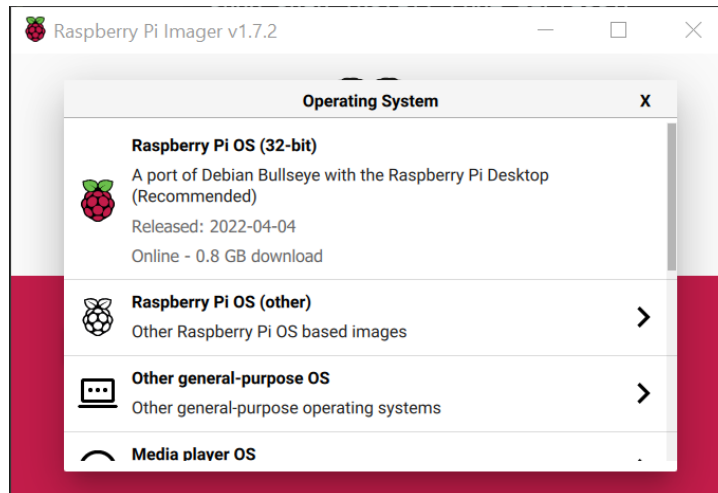 Raspberry Pi Imager v1.7.2
Operating System
X
Raspberry Pi OS (32-bit)
A port of Debian Bullseye with the Raspberry Pi Desktop
(Recommended)
Released: 2022-04-04
Online - 0.8 GB download
Raspberry Pi OS (other)
Other Raspberry Pi OS based images
Other general-purpose OS
Other general-purpose operating systems
Media player OS